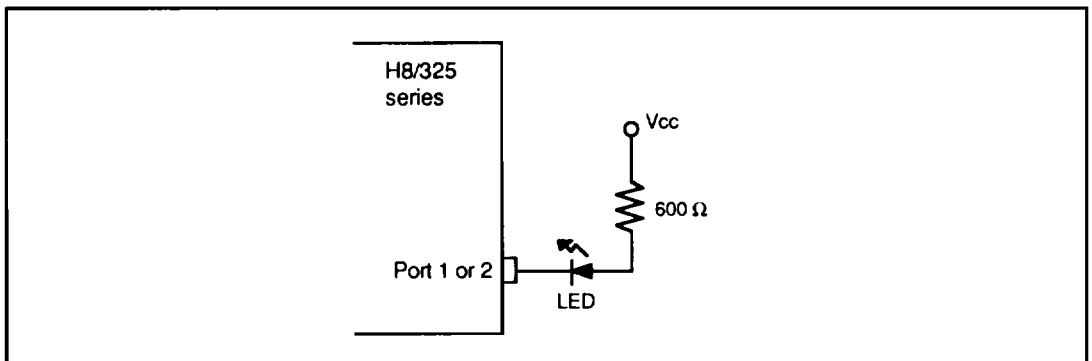 H8/325
series
Vcc
600 Ω
Port 1 or 2
LED